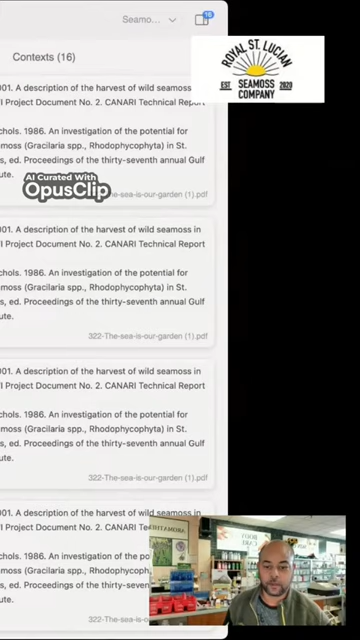 Seamo...
16
Contexts (16)
ROYAL ST. LUCIAN
EST
SEAMOSS
2020
COMPANY
001. A description of the harvest of wild seamoss in
I Project Document No. 2. CANARI Technical Report
chols. 1986. An investigation of the potential for
moss (Gracilaria spp., Rhodophycophyta) in St.
s, ed. Proceedings of the thirty-seventh annual Gulf
ute.
AI Curated With
OpusClip
he-sea-is-our-garden (1).pdf
001. A description of the harvest of wild seamoss in
I Project Document No. 2. CANARI Technical Report
chols. 1986. An investigation of the potential for
moss (Gracilaria spp., Rhodophycophyta) in St.
s, ed. Proceedings of the thirty-seventh annual Gulf
ute.
322-The-sea-is-our-garden (1).pdf
001. A description of the harvest of wild seamoss in
I Project Document No. 2. CANARI Technical Report
chols. 1986. An investigation of the potential for
moss (Gracilaria spp., Rhodophycophyta) in St.
s, ed. Proceedings of the thirty-seventh annual Gulf
ute.
322-The-sea-is-our-garden (1).pdf
001. A description of the harvest of wild seamoss in
I Project Document No. 2. CANARI Te
chols. 1986. An investigation of the po
moss (Gracilaria spp., Rhodophycoph
s, ed. Proceedings of the thirty-seven
ute.
322-The-sea-is